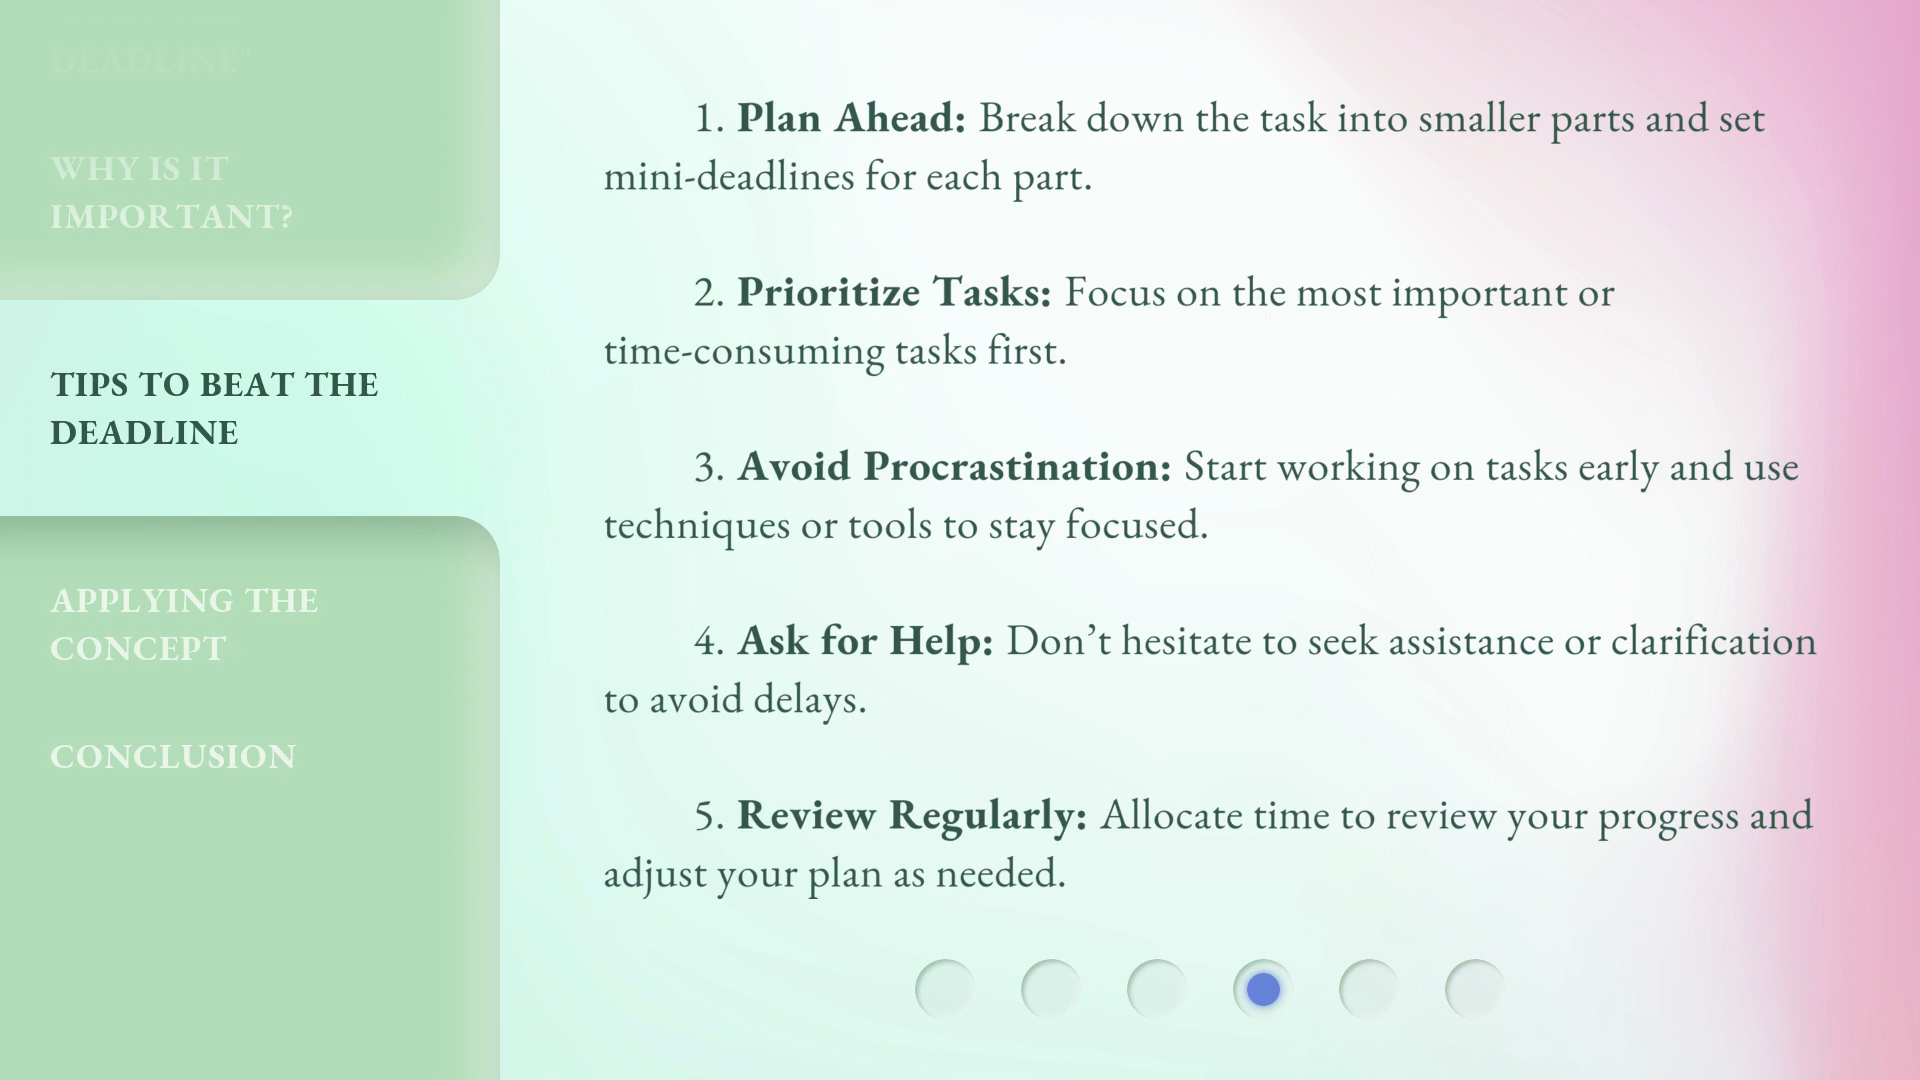 DEADLINE"
WHY IS IT
IMPORTANT?
TIPS TO BEAT THE
DEADLINE
APPLYING THE
CONCEPT
CONCLUSION
1. Plan Ahead: Break down the task into smaller parts and set
mini-deadlines for each part.
2. Prioritize Tasks: Focus on the most important or
time-consuming tasks first.
3. Avoid Procrastination: Start working on tasks early and use
techniques or tools to stay focused.
4. Ask for Help: Don’t hesitate to seek assistance or clarification
to avoid delays.
5. Review Regularly: Allocate time to review your progress and
adjust your plan as needed.